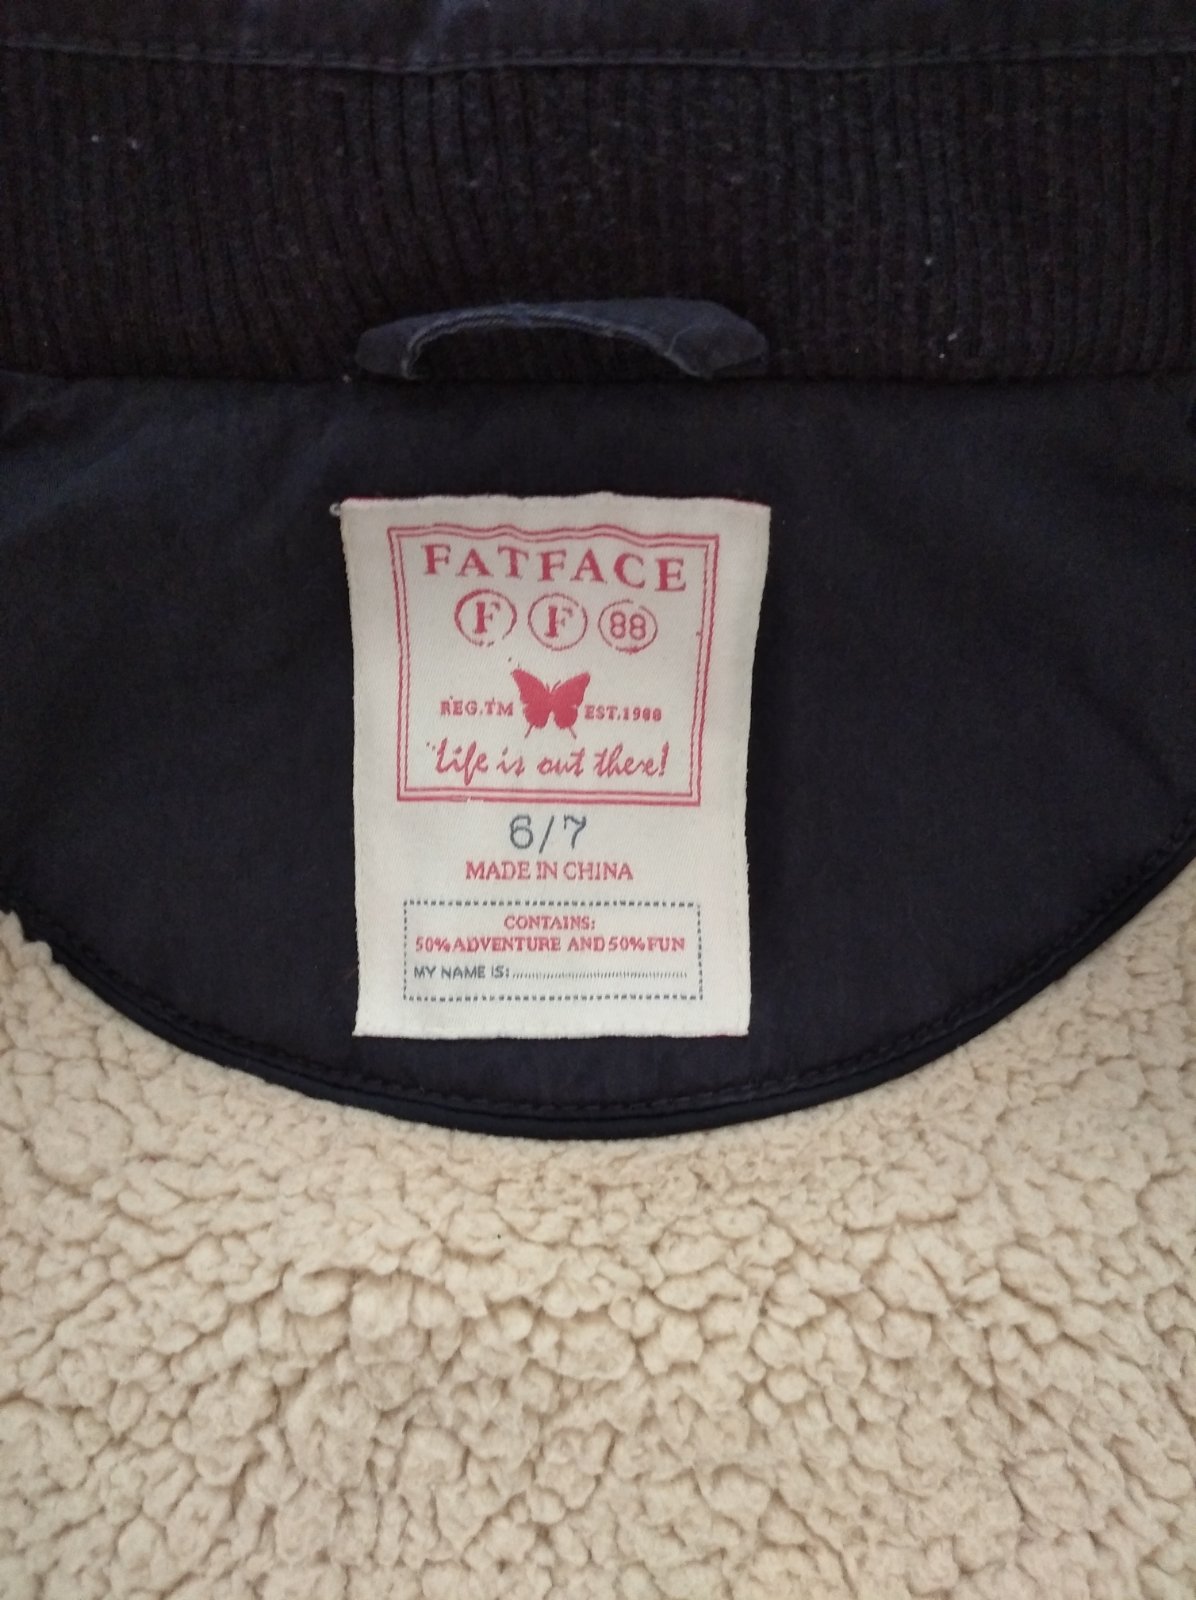 FATFACE
F F 88
REG.TM EST.1988
"Life is out there!
6/7
MADE IN CHINA
CONTAINS:
50% ADVENTURE AND 50% FUN
MY NAME IS:....................................................